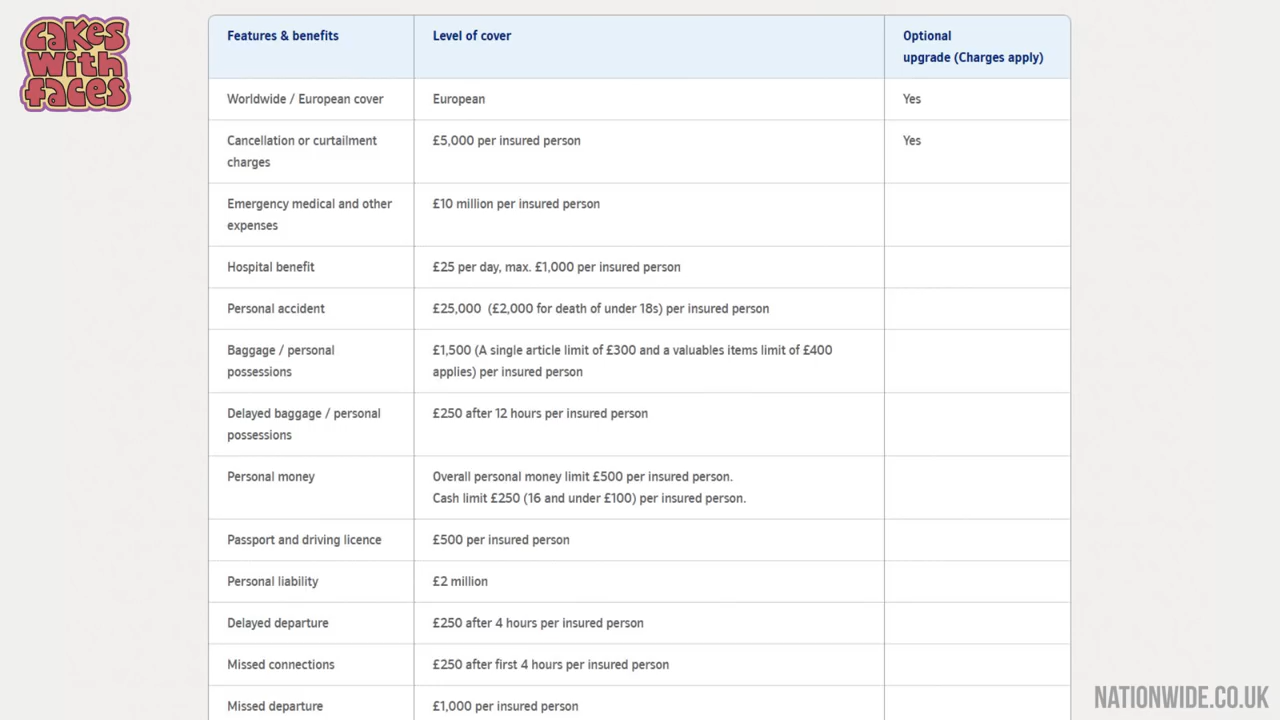 Cakes
With
faces
Features & benefits
Level of cover
Optional
upgrade (Charges apply)
Worldwide / European cover
European
Yes
Cancellation or curtailment
charges
£5,000 per insured person
Yes
Emergency medical and other
expenses
£10 million per insured person
Hospital benefit
£25 per day, max. £1,000 per insured person
Personal accident
£25,000 (£2,000 for death of under 18s) per insured person
Baggage / personal
possessions
£1,500 (A single article limit of £300 and a valuables items limit of £400
applies) per insured person
Delayed baggage / personal
possessions
£250 after 12 hours per insured person
Personal money
Overall personal money limit £500 per insured person.
Cash limit £250 (16 and under £100) per insured person.
Passport and driving licence
£500 per insured person
Personal liability
£2 million
Delayed departure
£250 after 4 hours per insured person
Missed connections
£250 after first 4 hours per insured person
Missed departure
£1,000 per insured person
NATIONWIDE.CO.UK